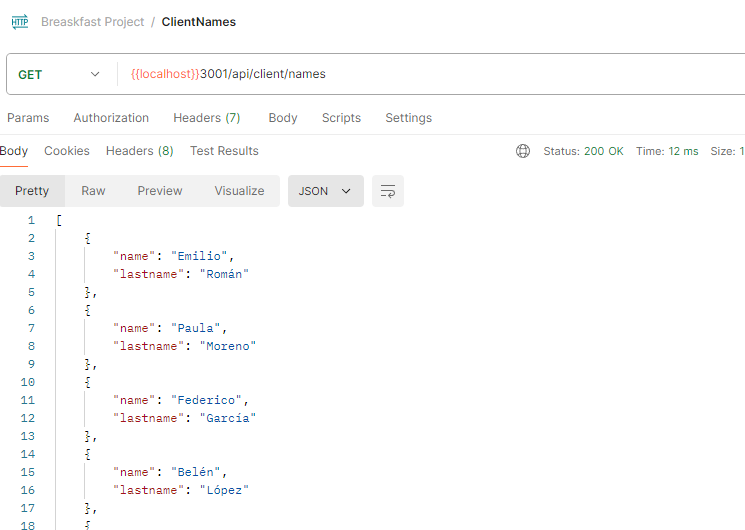 HTTP Breaskfast Project / ClientNames
GET {{localhost}}3001/api/client/names
Params Authorization Headers (7) Body Scripts Settings
Body Cookies Headers (8) Test Results Status: 200 OK Time: 12 ms Size: 1
Pretty Raw Preview Visualize JSON
1 [
2 {
3 "name": "Emilio",
4 "lastname": "Román"
5 },
6 {
7 "name": "Paula",
8 "lastname": "Moreno"
9 },
10 {
11 "name": "Federico",
12 "lastname": "García"
13 },
14 {
15 "name": "Belén",
16 "lastname": "López"
17 },
18 {